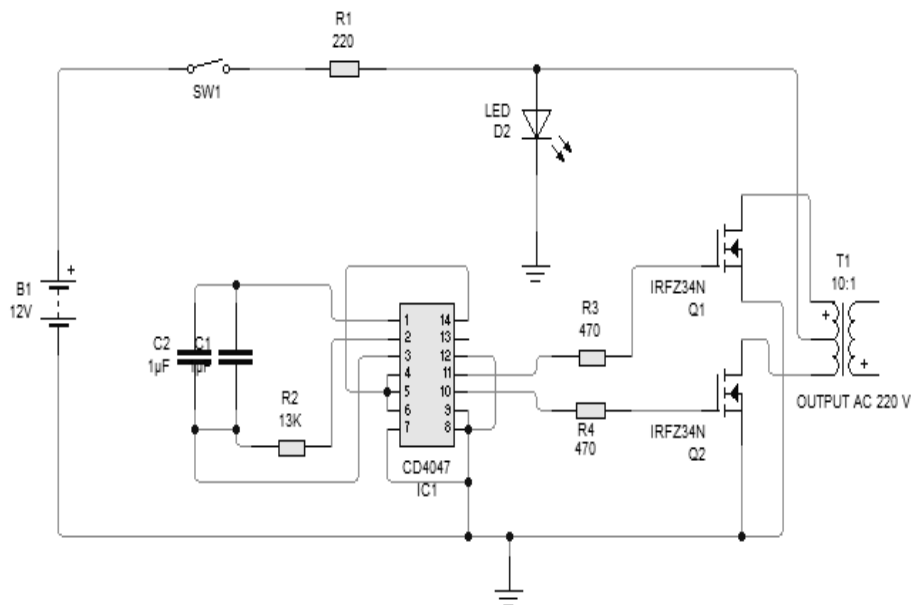 R1
220
SW1
LED
D2
B1
12V
C2 C1
1µF 1µF
R2
13K
1 14
2 13
3 12
4 11
5 10
6 9
7 8
CD4047
IC1
R3
470
R4
470
IRFZ34N
Q1
IRFZ34N
Q2
T1
10:1
OUTPUT AC 220 V